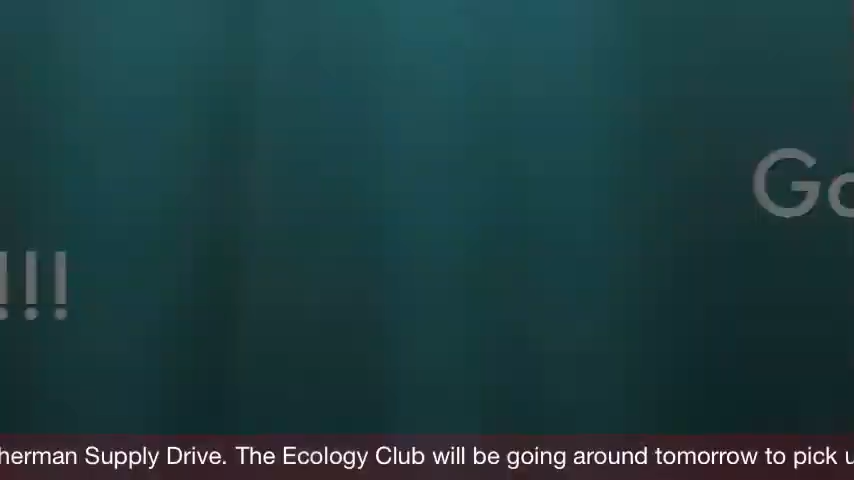 Go
!!!
herman Supply Drive. The Ecology Club will be going around tomorrow to pick u